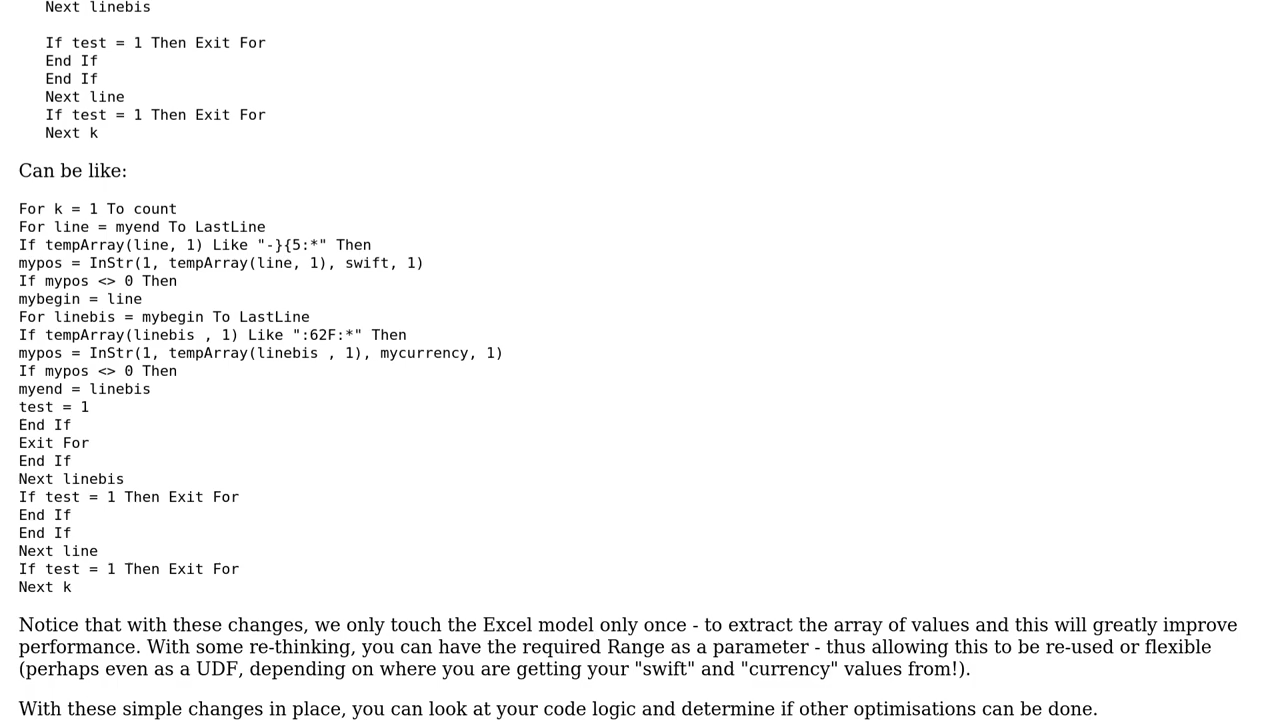 Next linebis
If test = 1 Then Exit For
End If
End If
Next line
If test = 1 Then Exit For
Next k
Can be like:
For k = 1 To count
For line = myend To LastLine
If tempArray(line, 1) Like "-}{5:*" Then
mypos = InStr(1, tempArray(line, 1), swift, 1)
If mypos <> 0 Then
mybegin = line
For linebis = mybegin To LastLine
If tempArray(linebis , 1) Like ":62F:*" Then
mypos = InStr(1, tempArray(linebis , 1), mycurrency, 1)
If mypos <> 0 Then
myend = linebis
test = 1
End If
Exit For
End If
Next linebis
If test = 1 Then Exit For
End If
End If
Next line
If test = 1 Then Exit For
Next k
Notice that with these changes, we only touch the Excel model only once - to extract the array of values and this will greatly improve
performance. With some re-thinking, you can have the required Range as a parameter - thus allowing this to be re-used or flexible
(perhaps even as a UDF, depending on where you are getting your "swift" and "currency" values from!).
With these simple changes in place, you can look at your code logic and determine if other optimisations can be done.